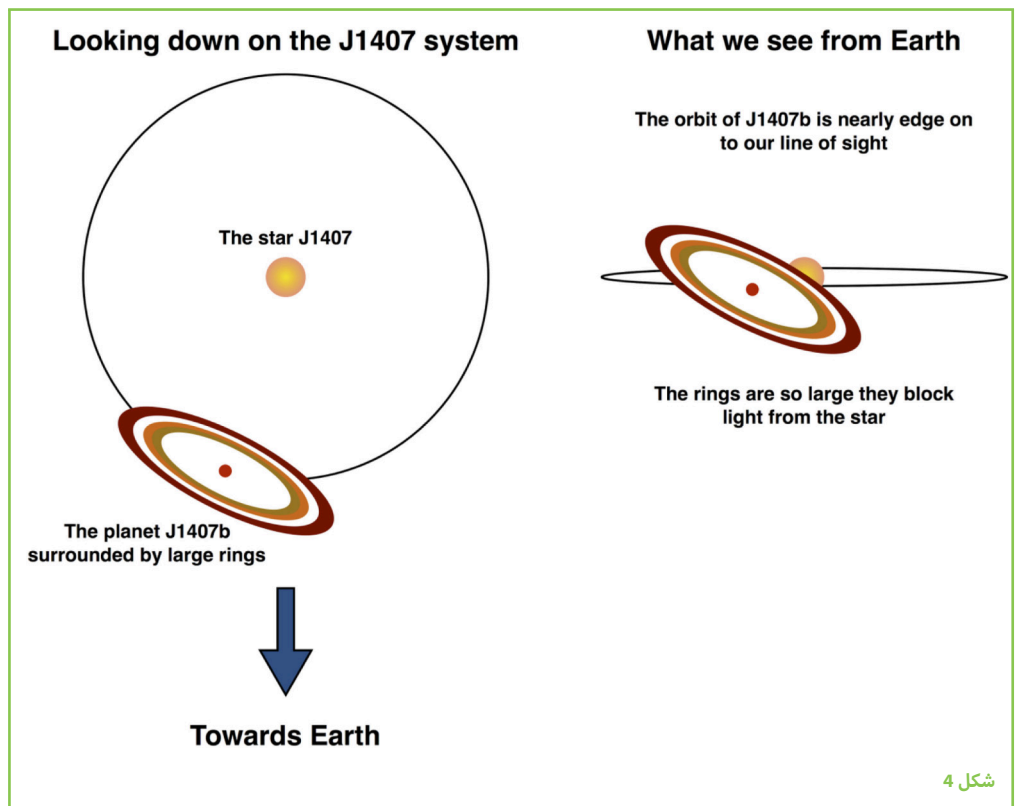 Looking down on the J1407 system
The star J1407
The planet J1407b
surrounded by large rings
Towards Earth
What we see from Earth
The orbit of J1407b is nearly edge on
to our line of sight
The rings are so large they block
light from the star
شكل 4